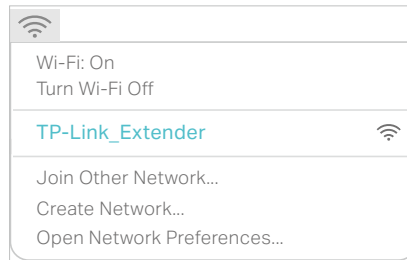 Wi-Fi: On
Turn Wi-Fi Off
TP-Link_Extender
Join Other Network...
Create Network...
Open Network Preferences...